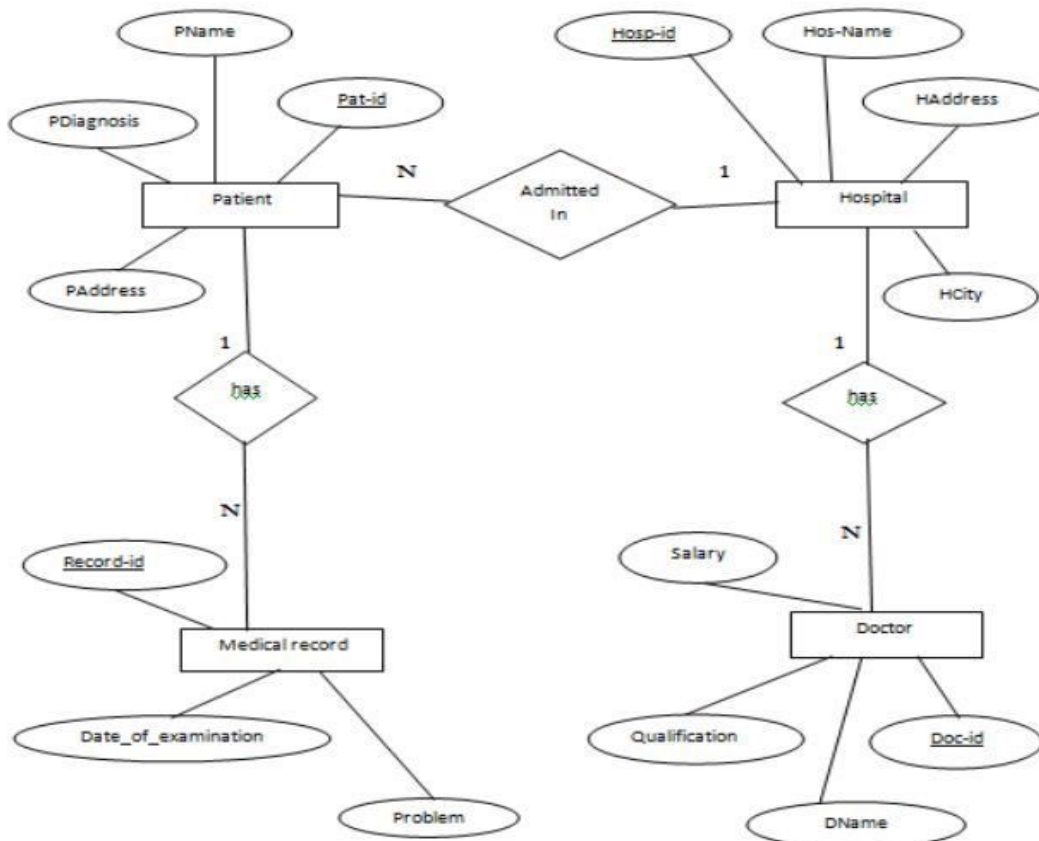 PName
Hosp-id
Hos-Name
Pat-id
HAddress
PDiagnosis
N
Admitted
In
1
Patient
Hospital
PAddress
HCity
1
1
has
has
N
N
Record-id
Salary
Medical record
Doctor
Date_of_examination
Qualification
Doc-id
Problem
DName